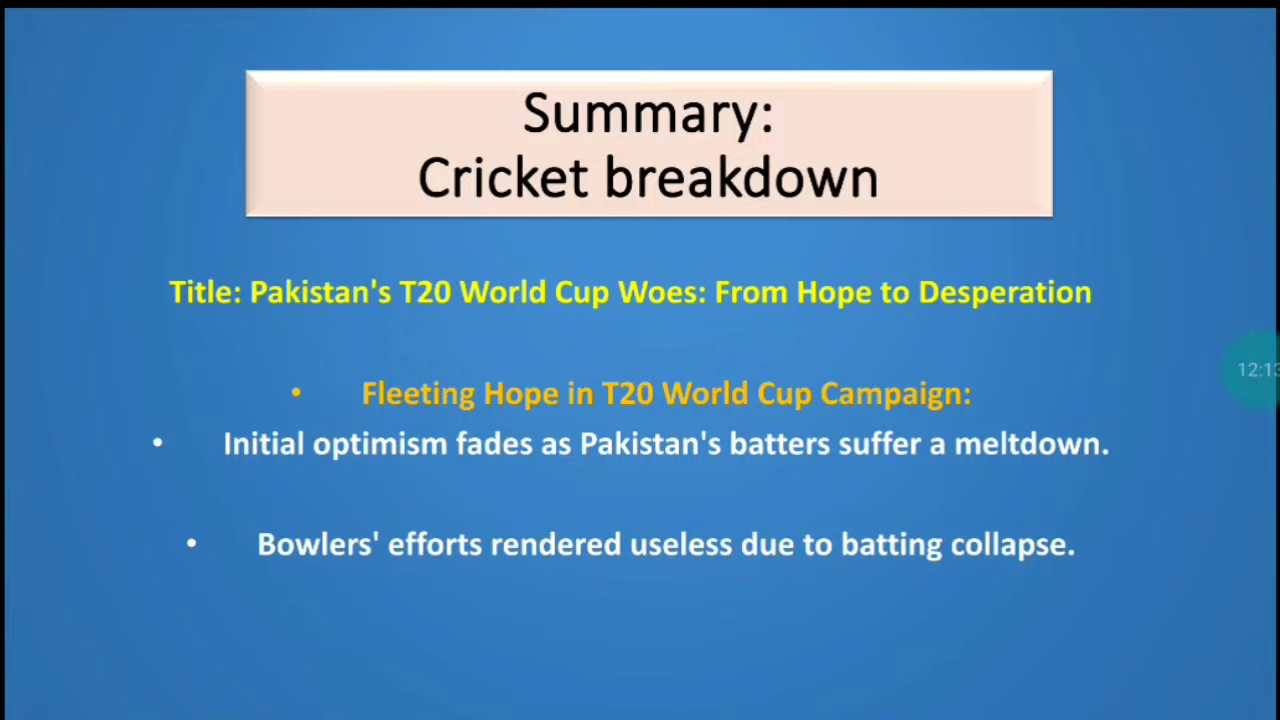 Summary:
Cricket breakdown
Title: Pakistan's T20 World Cup Woes: From Hope to Desperation
• Fleeting Hope in T20 World Cup Campaign:
• Initial optimism fades as Pakistan's batters suffer a meltdown.
• Bowlers' efforts rendered useless due to batting collapse.
12:13